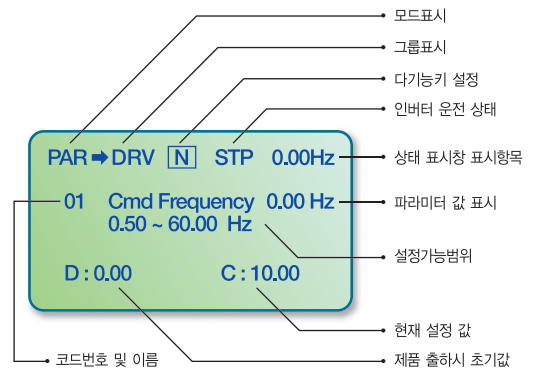 모드표시
그룹표시
다기능키 설정
인버터 운전 상태
PAR ➡ DRV N STP 0.00Hz
상태 표시창 표시항목
01 Cmd Frequency 0.00 Hz
파라미터 값 표시
0.50 ~ 60.00 Hz
설정가능범위
D : 0.00 C : 10.00
현재 설정 값
코드번호 및 이름
제품 출하시 초기값